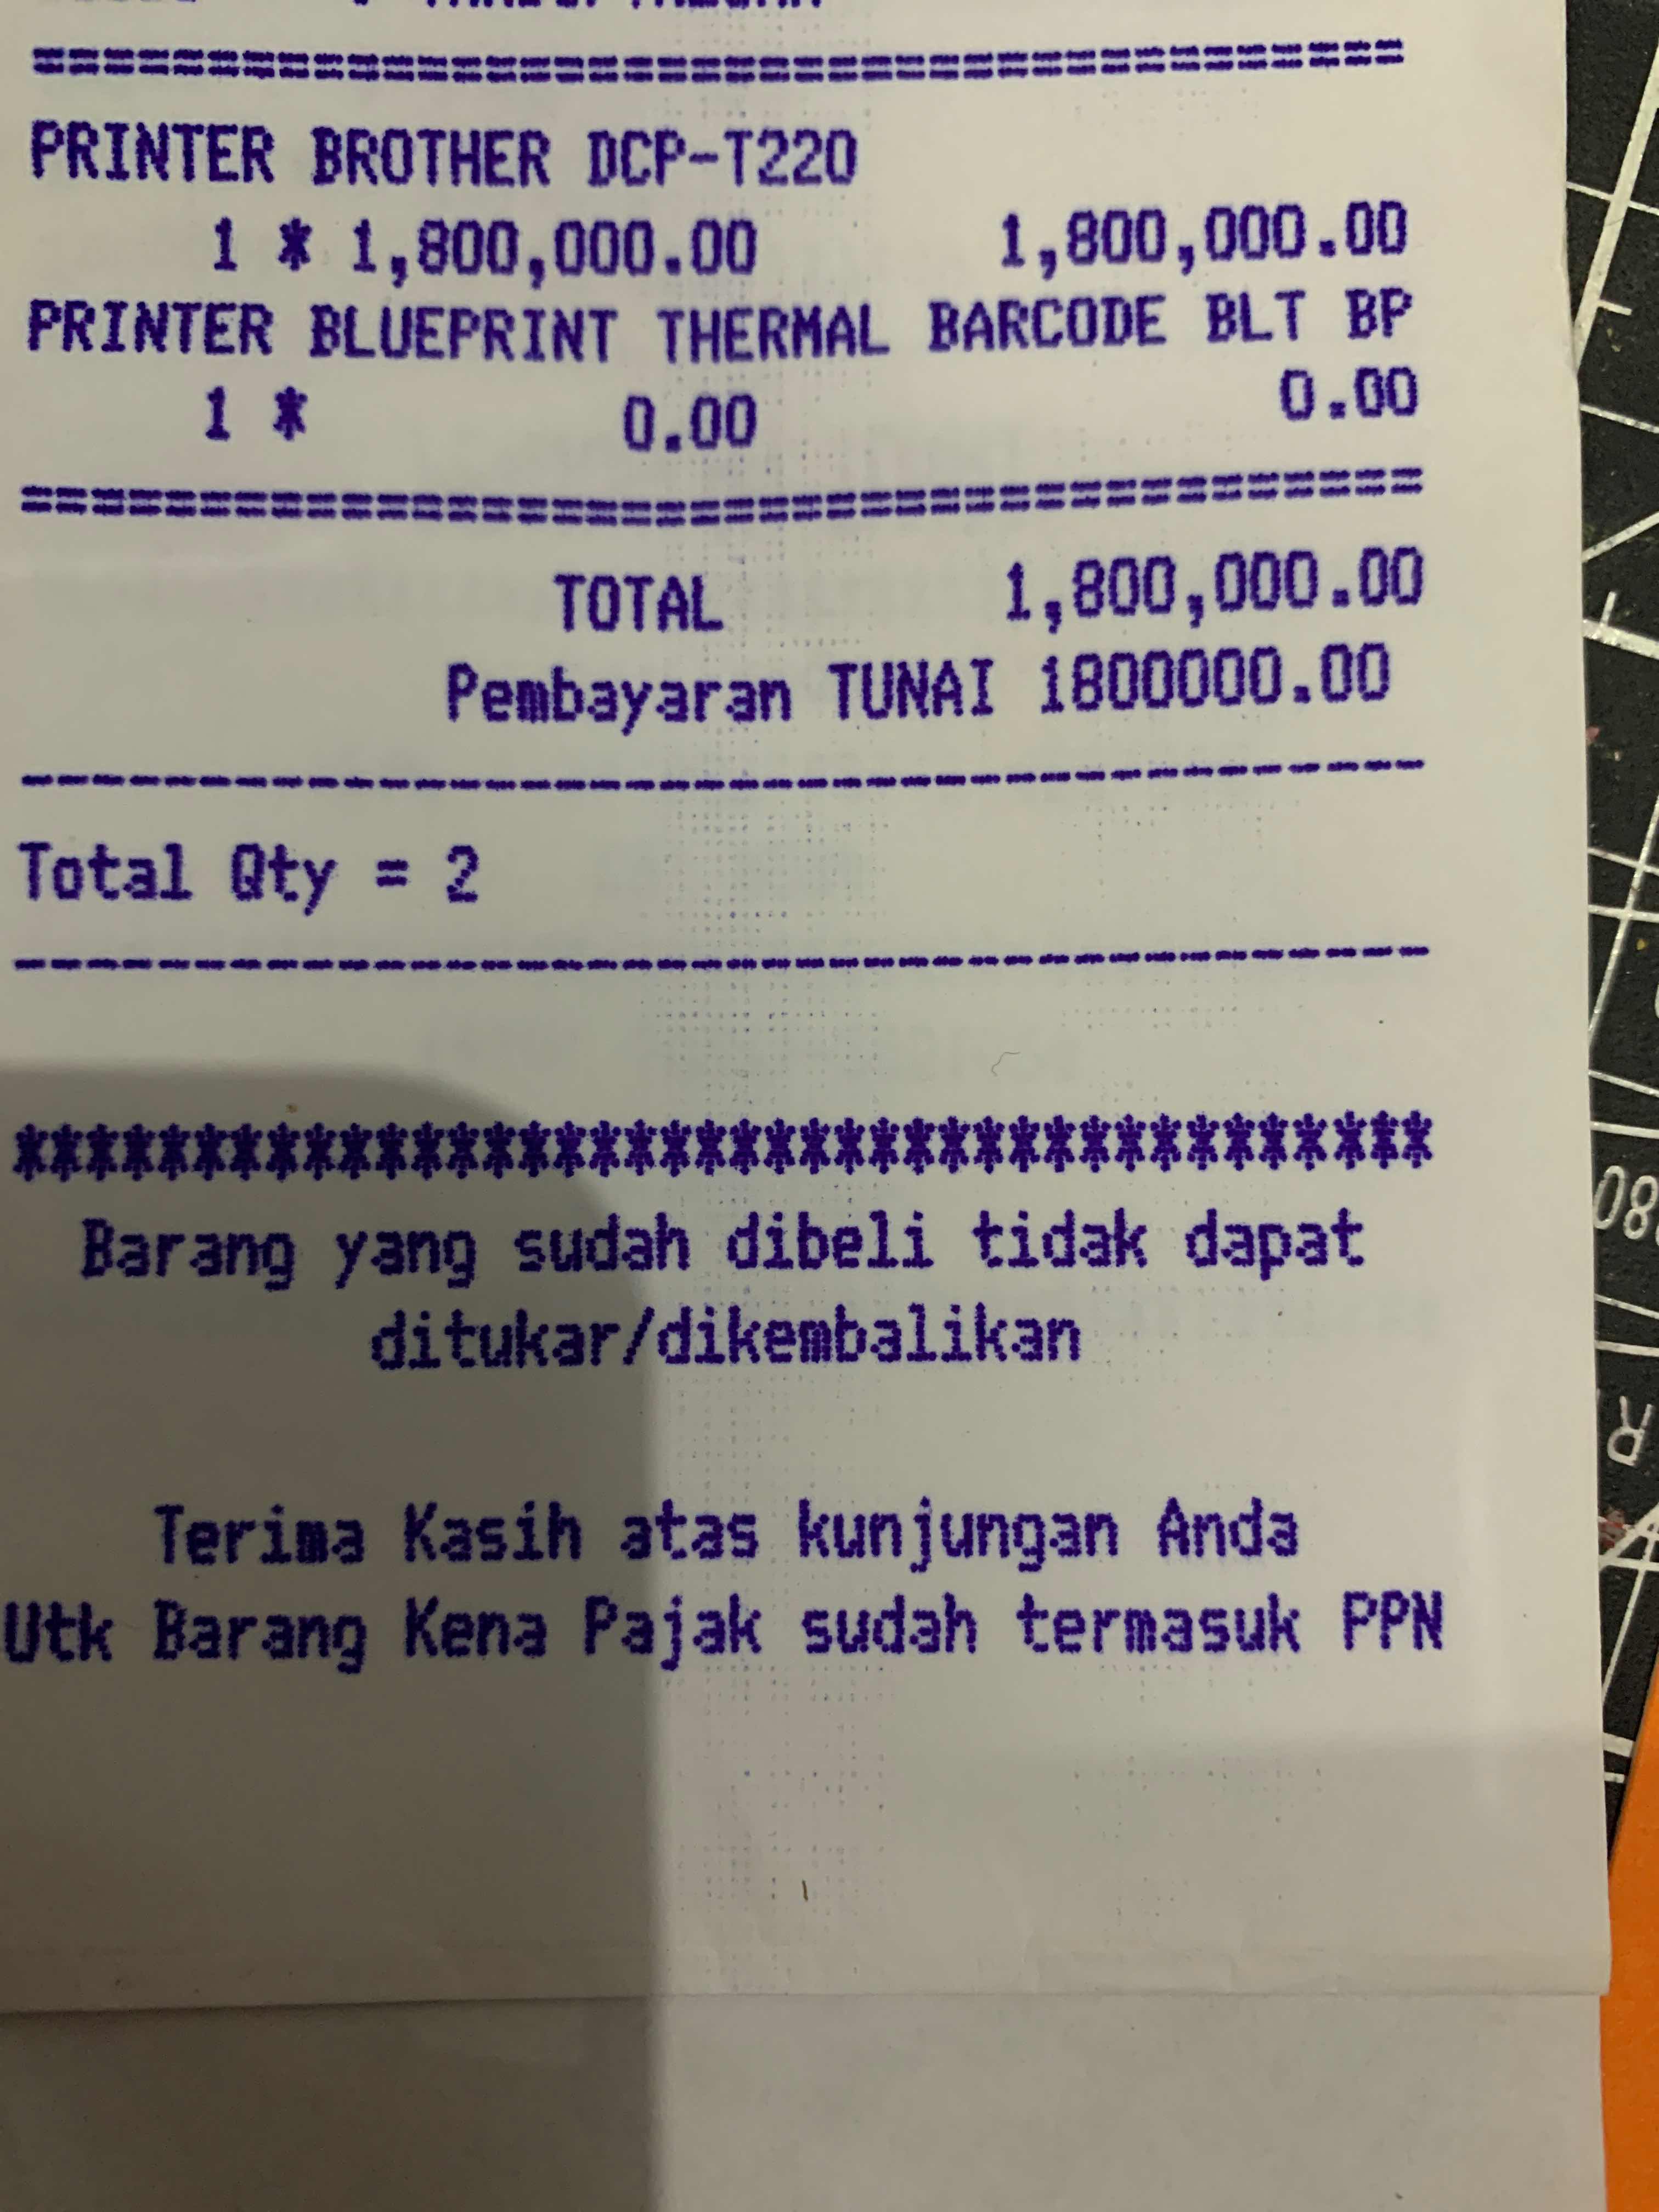 ========================================
PRINTER BROTHER DCP-T220
1 * 1,800,000.00 1,800,000.00
PRINTER BLUEPRINT THERMAL BARCODE BLT BP
1 * 0.00 0.00
========================================
TOTAL 1,800,000.00
Pembayaran TUNAI 1800000.00
----------------------------------------
Total Qty = 2
----------------------------------------
****************************************
Barang yang sudah dibeli tidak dapat
ditukar/dikembalikan
Terima Kasih atas kunjungan Anda
Utk Barang Kena Pajak sudah termasuk PPN